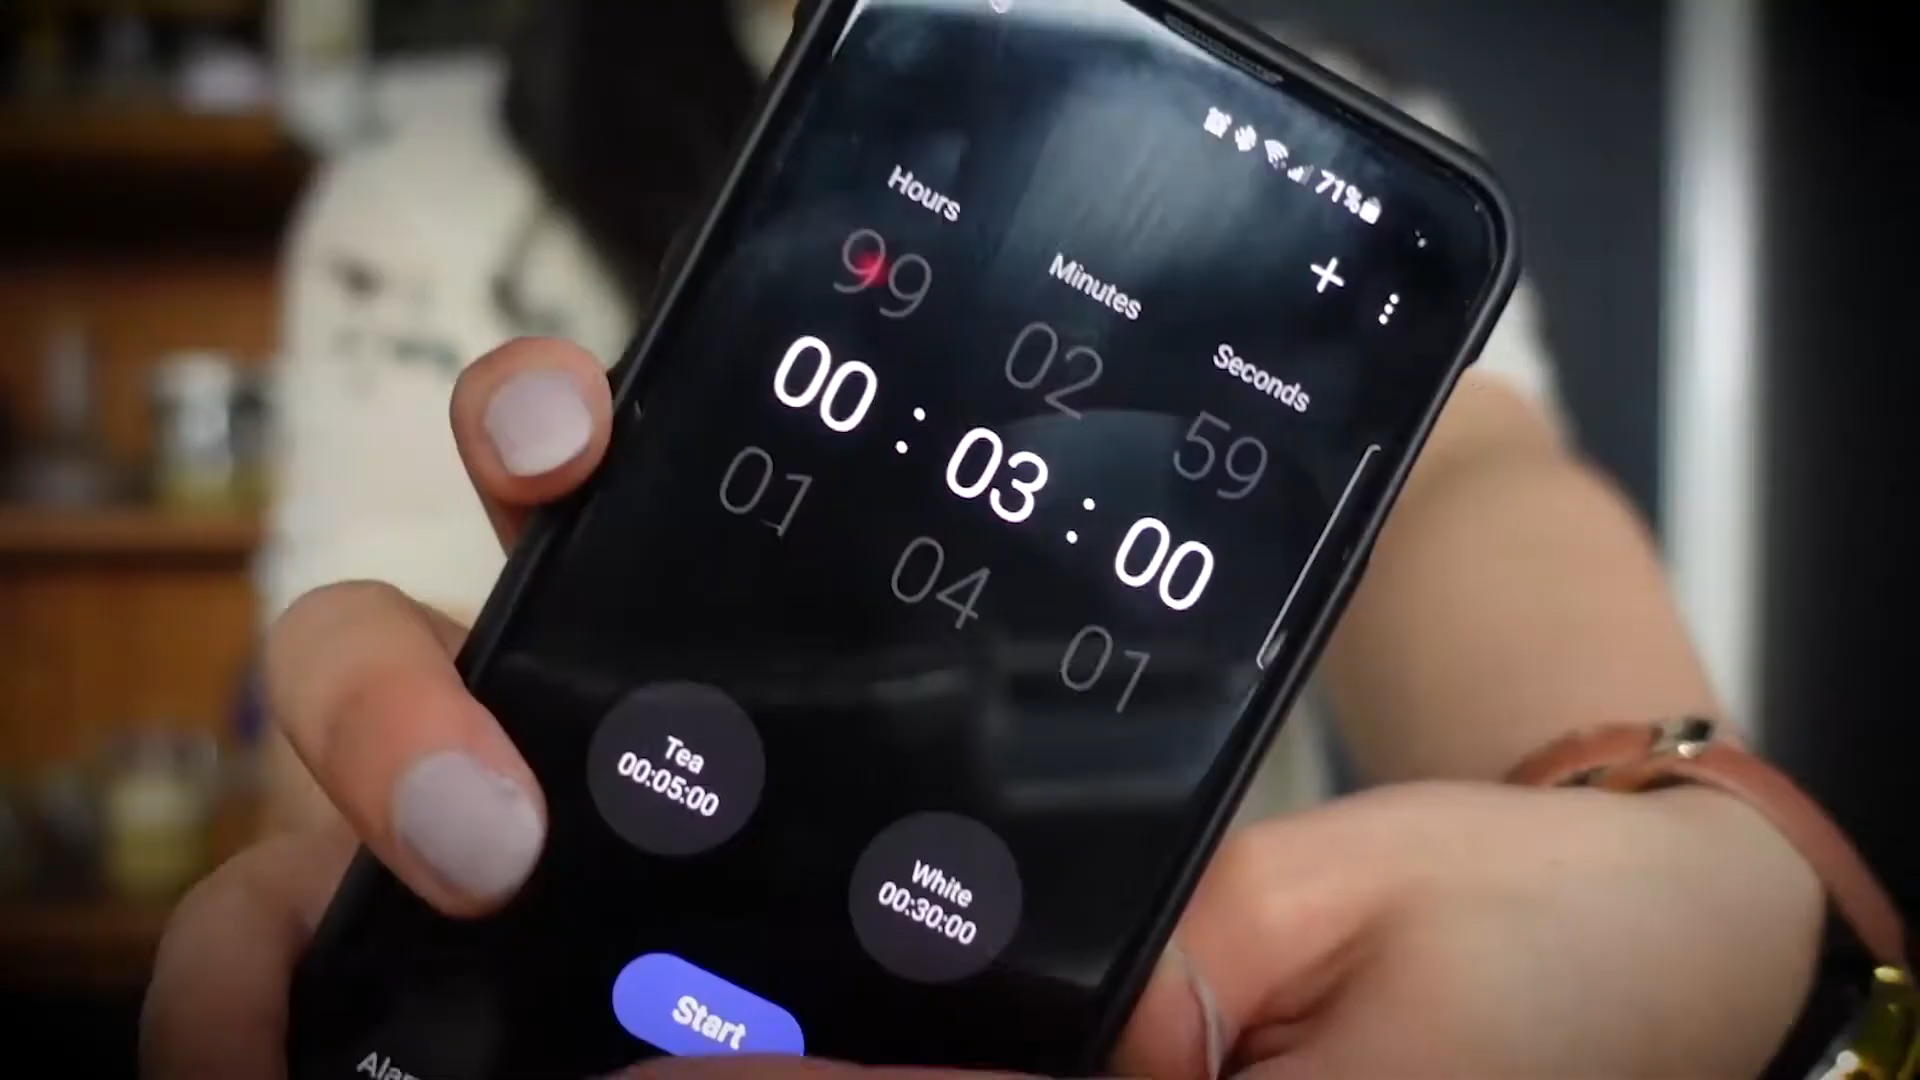 71%
Hours Minutes Seconds
99 02 59
00 : 03 : 00
01 04 01
Tea
00:05:00
White
00:30:00
Start